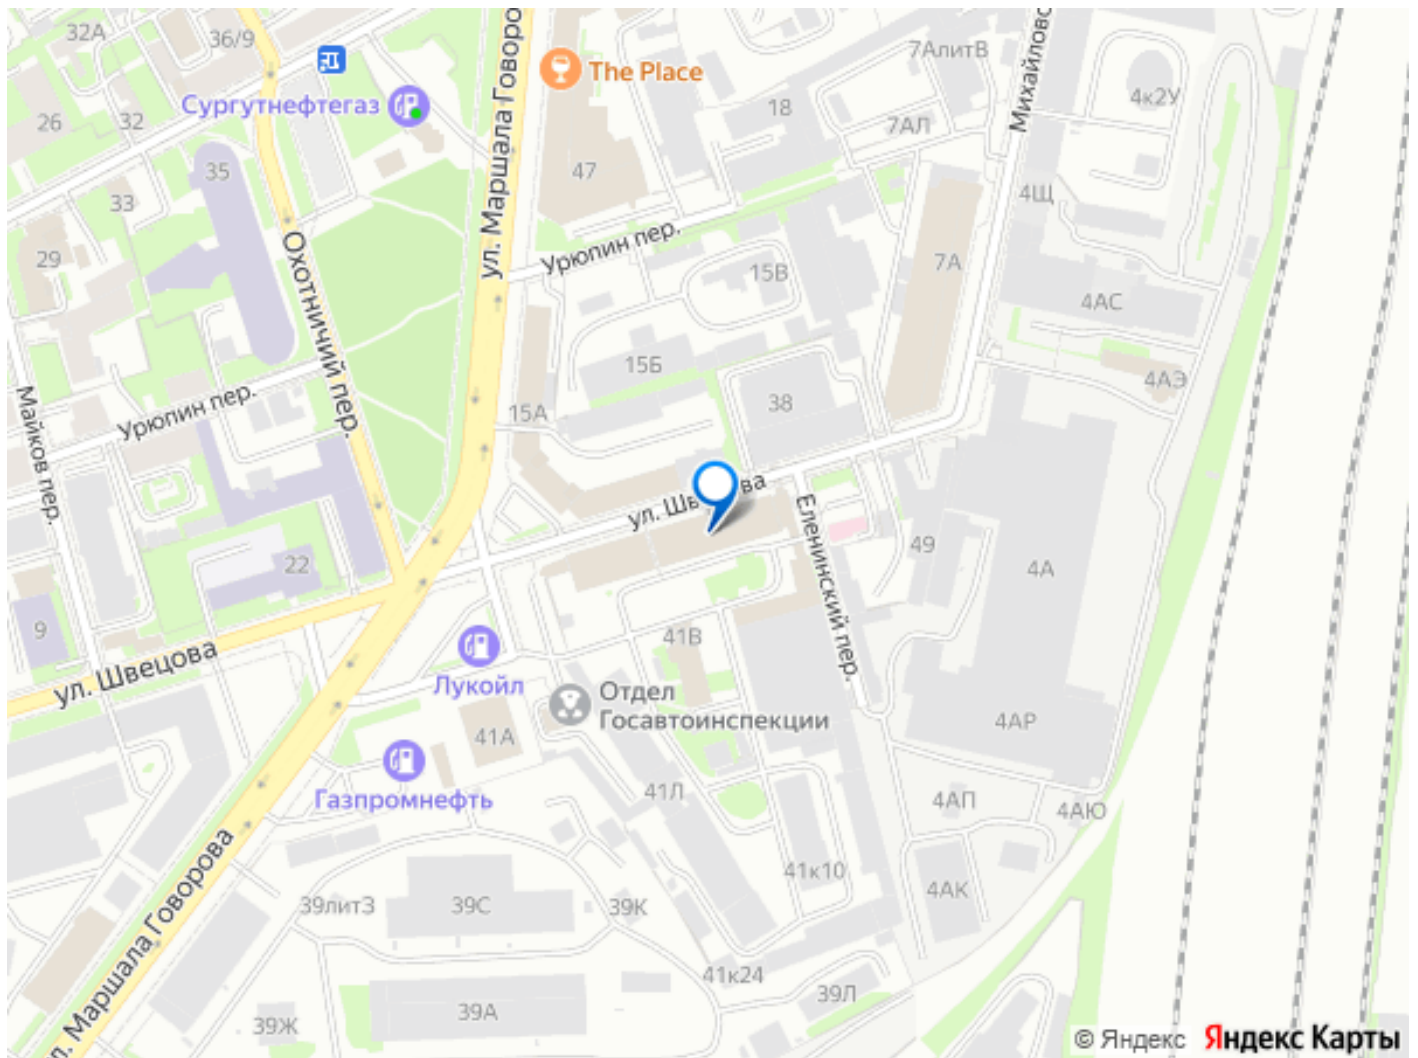 32А
36/9
ул. Маршала Говоро
The Place
7АлитВ
Михайловс
4к2У
Сургутнефтегаз
26
32
18
7АЛ
35
47
33
4Щ
29
Охотничий пер.
Урюпин пер.
15В
7А
4АС
15Б
4АЭ
Майков пер.
Урюпин пер.
15А
38
ул. Шв
ва
Еленинский пер.
22
49
4А
9
41В
ул. Швецова
Лукойл
Отдел
Госавтоинспекции
41А
4АР
Газпромнефть
41Л
4АП
4АЮ
л. Маршала Говорова
41к10
4АК
39литЗ
39С
39К
41к24
39Л
39А
39Ж
© Яндекс Яндекс Карты